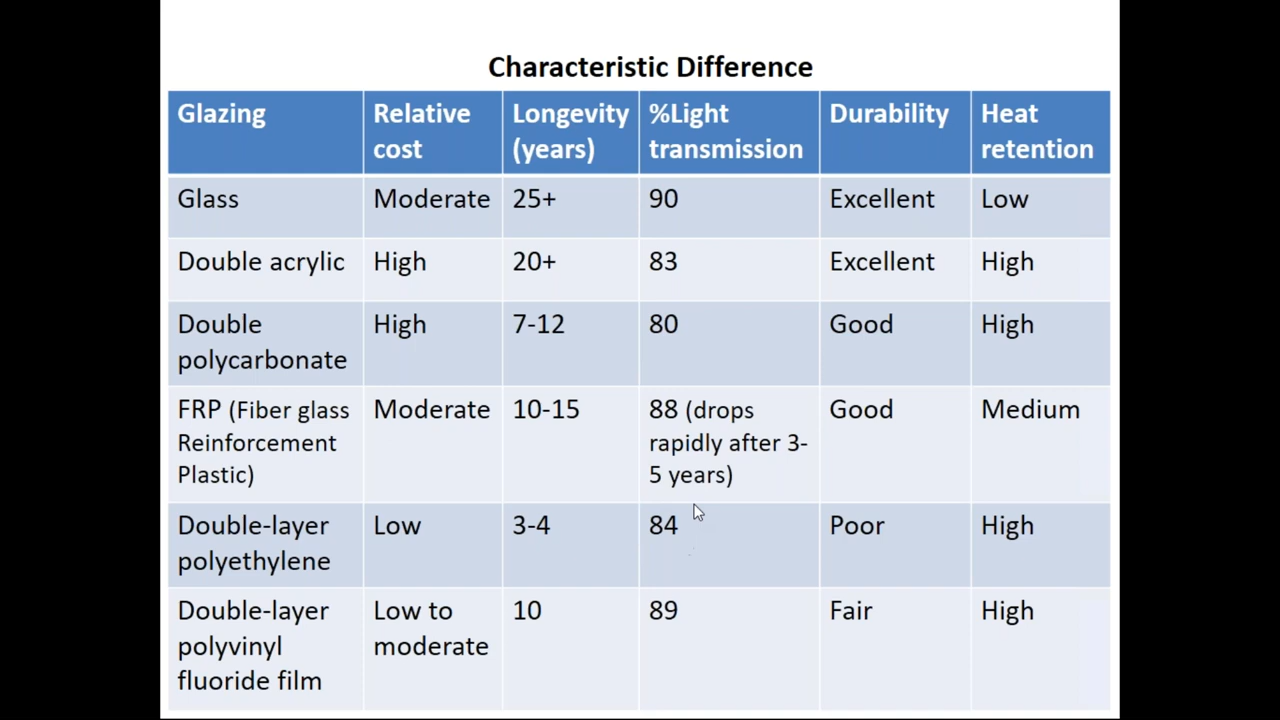 Characteristic Difference
Glazing Relative cost Longevity (years) %Light transmission Durability Heat retention
Glass Moderate 25+ 90 Excellent Low
Double acrylic High 20+ 83 Excellent High
Double polycarbonate High 7-12 80 Good High
FRP (Fiber glass Reinforcement Plastic) Moderate 10-15 88 (drops rapidly after 3-5 years) Good Medium
Double-layer polyethylene Low 3-4 84 Poor High
Double-layer polyvinyl fluoride film Low to moderate 10 89 Fair High